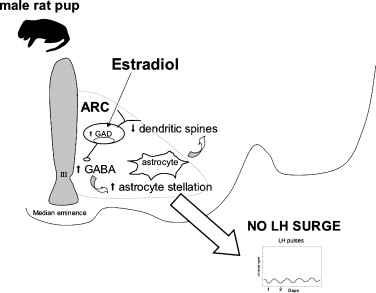 male rat pup
Estradiol
ARC
↑ GAD
↓ dendritic spines
III
↑ GABA
astrocyte
↑ astrocyte stellation
Median eminence
NO LH SURGE
LH pulses
1 2 Days